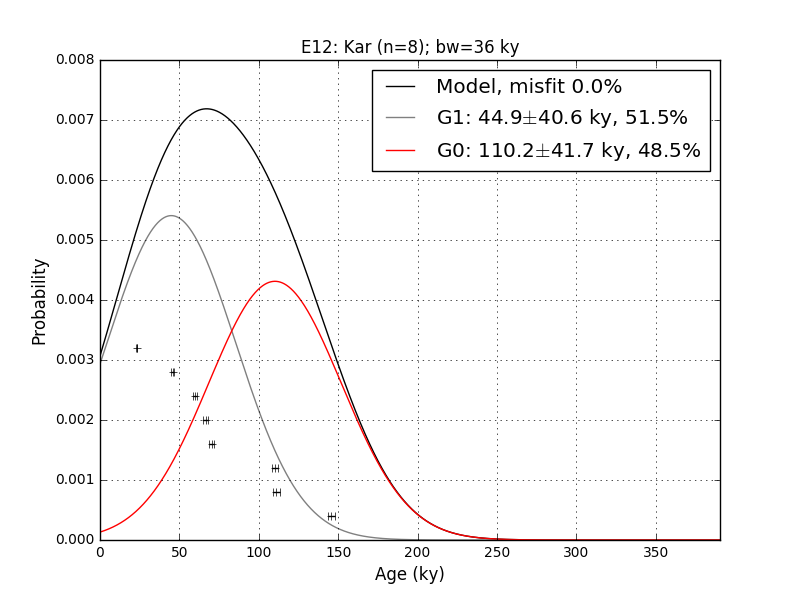 E12: Kar (n=8); bw=36 ky
0.008
0.007
0.006
0.005
0.004
0.003
0.002
0.001
0.000
Probability
Model, misfit 0.0%
G1: 44.9±40.6 ky, 51.5%
G0: 110.2±41.7 ky, 48.5%
0 50 100 150 200 250 300 350
Age (ky)